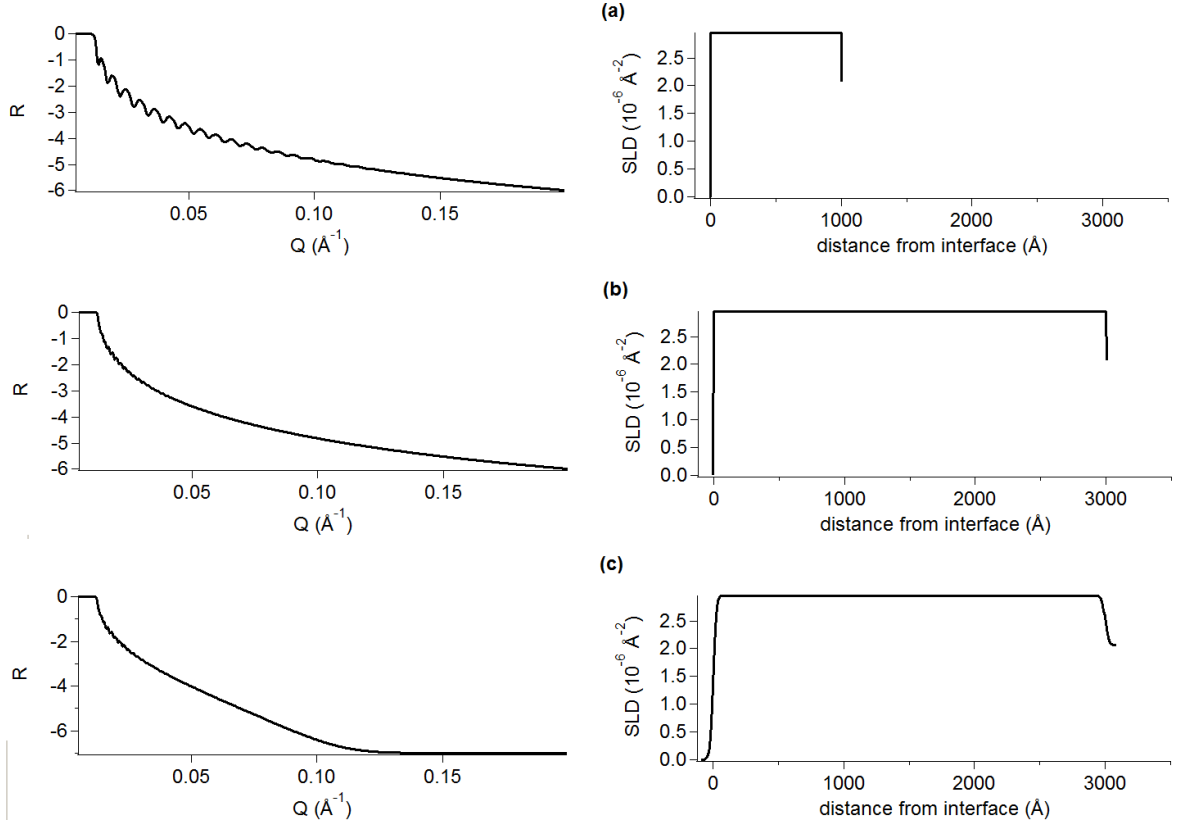 (a)
0
-1
-2
-3
-4
-5
-6
R
0.05 0.10 0.15
Q (Å⁻¹)
2.5
2.0
1.5
1.0
0.5
0.0
SLD (10⁻⁶ Å⁻²)
0 1000 2000 3000
distance from interface (Å)
(b)
0
-1
-2
-3
-4
-5
-6
R
0.05 0.10 0.15
Q (Å⁻¹)
2.5
2.0
1.5
1.0
0.5
0.0
SLD (10⁻⁶ Å⁻²)
0 1000 2000 3000
distance from interface (Å)
(c)
0
-2
-4
-6
R
0.05 0.10 0.15
Q (Å⁻¹)
2.5
2.0
1.5
1.0
0.5
0.0
SLD (10⁻⁶ Å⁻²)
0 1000 2000 3000
distance from interface (Å)